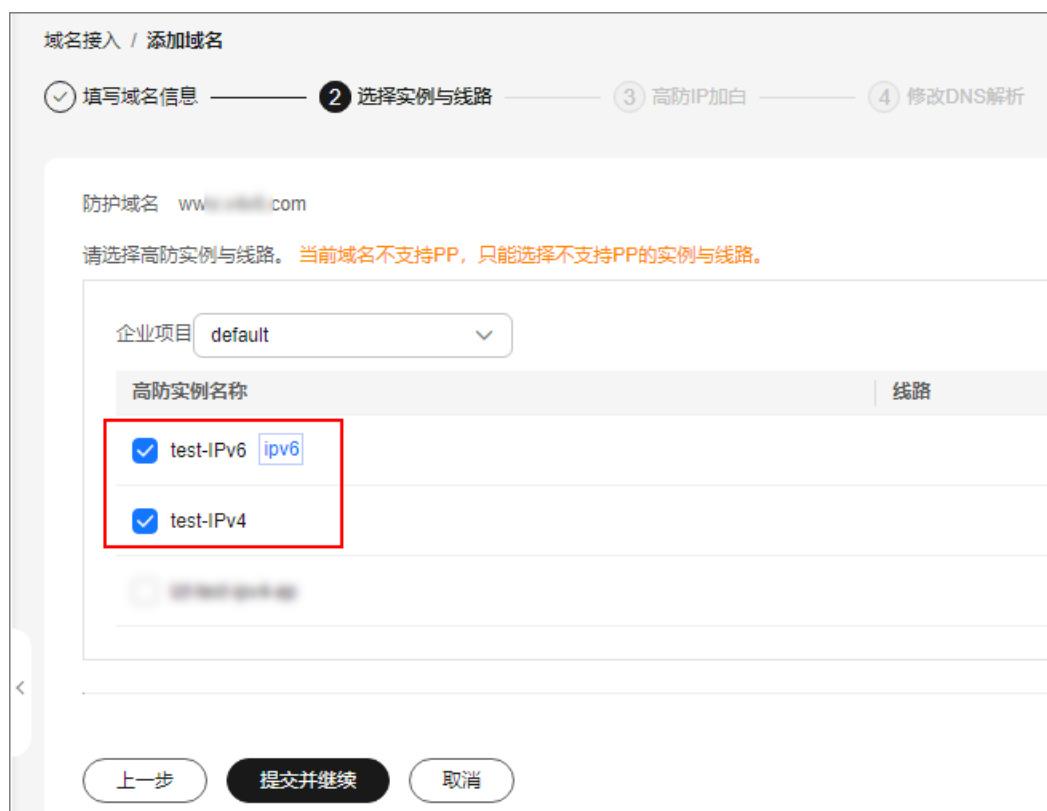 域名接入 / 添加域名
填写域名信息 2 选择实例与线路 3 高防IP加白 4 修改DNS解析
防护域名 ww com
请选择高防实例与线路。 当前域名不支持PP，只能选择不支持PP的实例与线路。
企业项目 default
高防实例名称 线路
test-IPv6 ipv6
test-IPv4
上一步 提交并继续 取消